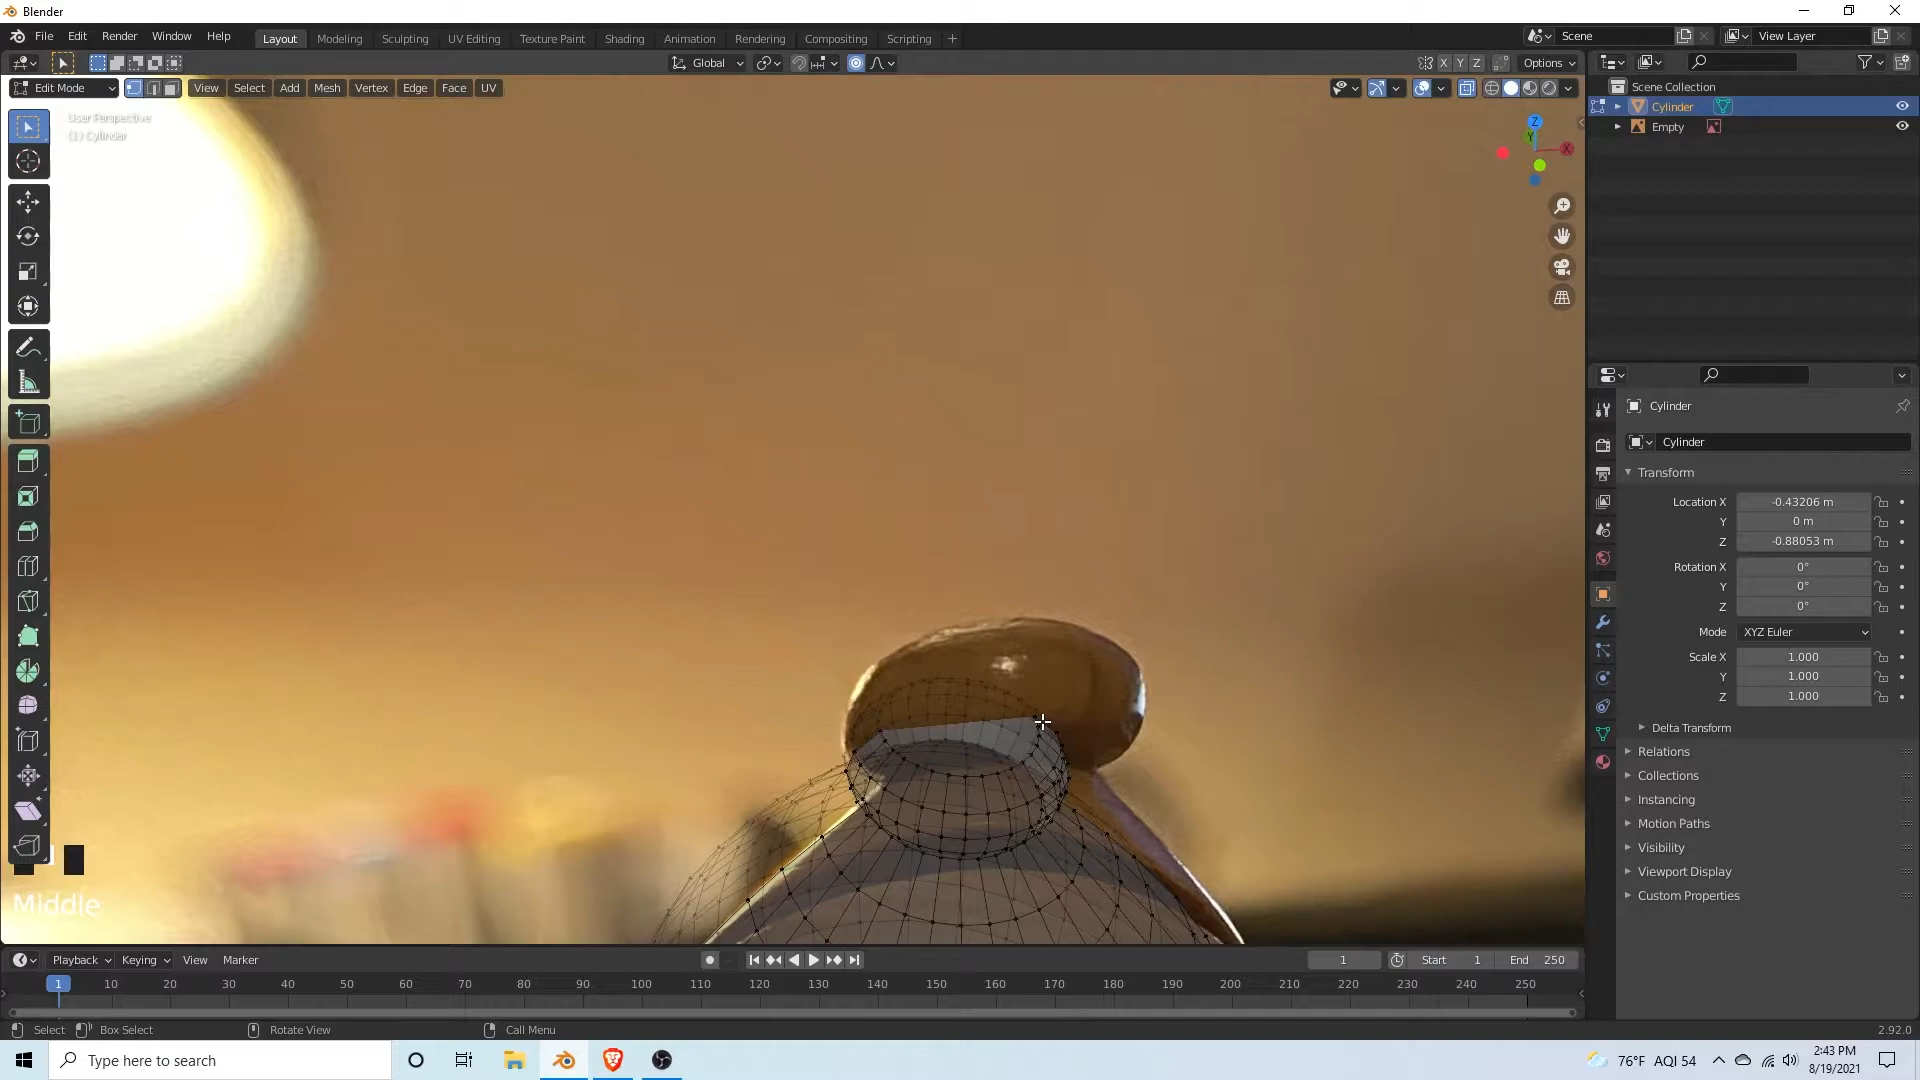 Blender
File Edit Render Window Help
Layout Modeling Sculpting UV Editing Texture Paint Shading Animation Rendering Compositing Scripting +
Scene
View Layer
Global
X Y Z Options
Edit Mode View Select Add Mesh Vertex Edge Face UV
User Perspective
(1) Cylinder
Z
Y
X
Scene Collection
Cylinder
Empty
Cylinder
Cylinder
Transform
Location X -0.43206 m
Y 0 m
Z -0.88053 m
Rotation X 0°
Y 0°
Z 0°
Mode XYZ Euler
Scale X 1.000
Y 1.000
Z 1.000
Delta Transform
Relations
Collections
Instancing
Motion Paths
Visibility
Viewport Display
Custom Properties
Middle
Playback Keying View Marker
1 Start 1 End 250
1 10 20 30 40 50 60 70 80 90 100 110 120 130 140 150 160 170 180 190 200 210 220 230 240 250
Select Box Select Rotate View Call Menu 2.92.0
Type here to search
76°F AQI 54
2:43 PM
8/19/2021